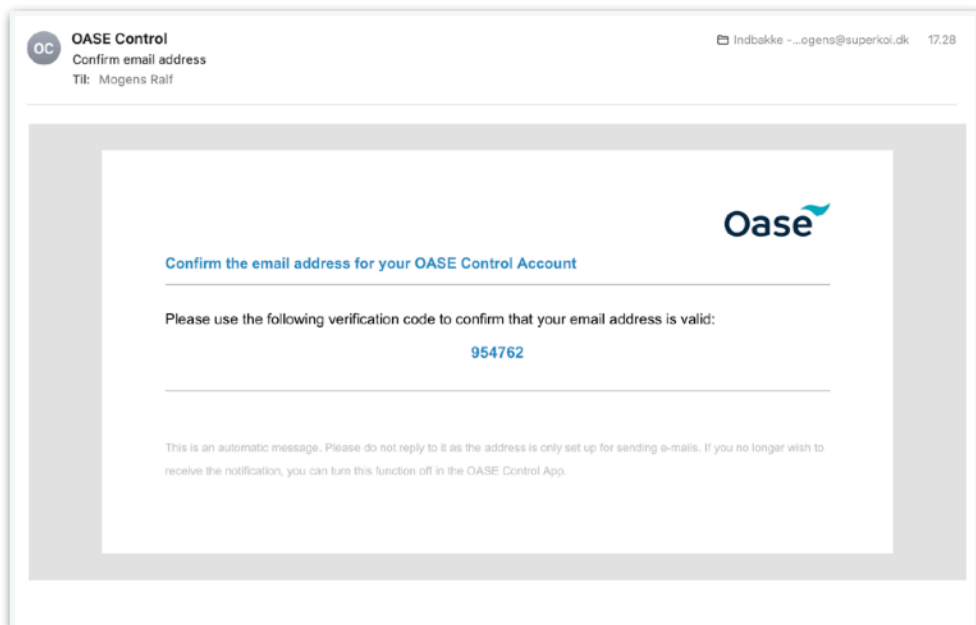 OC
OASE Control
Indbakke -...ogens@superkoi.dk 17.28
Confirm email address
Til: Mogens Ralf
Oase
Confirm the email address for your OASE Control Account
Please use the following verification code to confirm that your email address is valid:
954762
This is an automatic message. Please do not reply to it as the address is only set up for sending e-mails. If you no longer wish to
receive the notification, you can turn this function off in the OASE Control App.